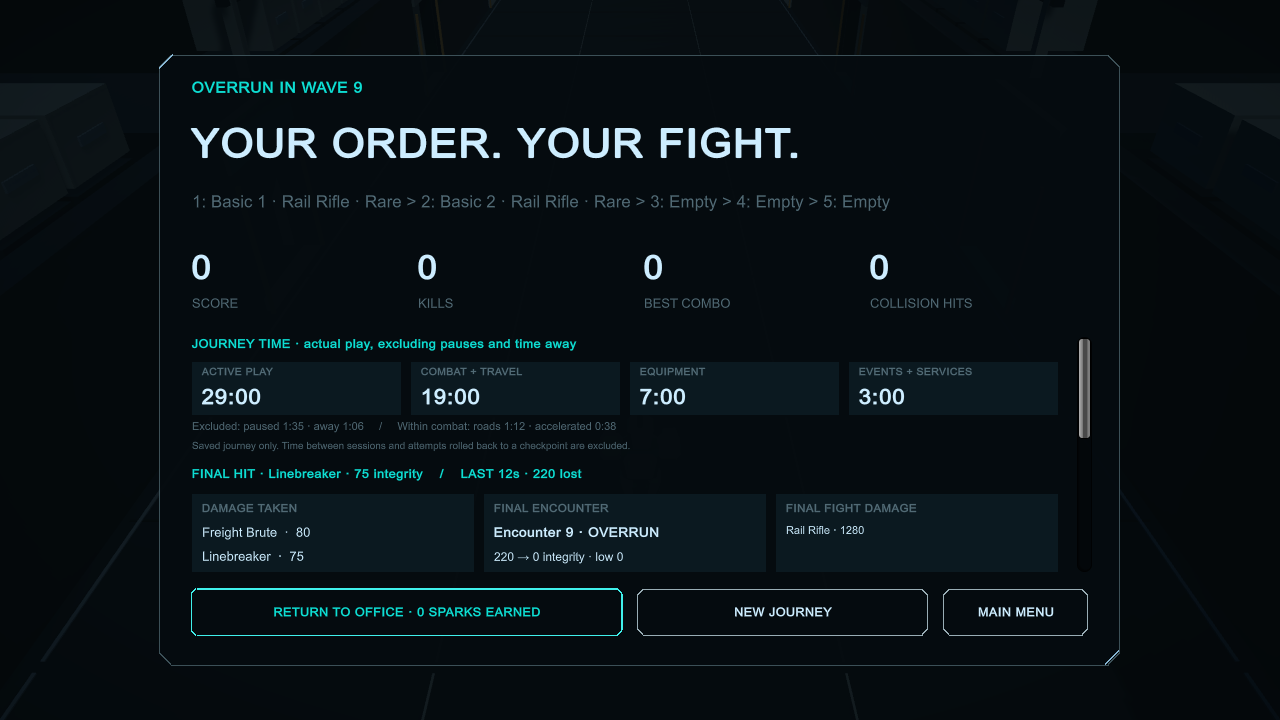 OVERRUN IN WAVE 9
YOUR ORDER. YOUR FIGHT.
1: Basic 1 · Rail Rifle · Rare > 2: Basic 2 · Rail Rifle · Rare > 3: Empty > 4: Empty > 5: Empty
0 0 0 0
SCORE KILLS BEST COMBO COLLISION HITS
JOURNEY TIME · actual play, excluding pauses and time away
ACTIVE PLAY COMBAT + TRAVEL EQUIPMENT EVENTS + SERVICES
29:00 19:00 7:00 3:00
Excluded: paused 1:35 · away 1:06 / Within combat: roads 1:12 · accelerated 0:38
Saved journey only. Time between sessions and attempts rolled back to a checkpoint are excluded.
FINAL HIT · Linebreaker · 75 integrity / LAST 12s · 220 lost
DAMAGE TAKEN
Freight Brute · 80
Linebreaker · 75
FINAL ENCOUNTER
Encounter 9 · OVERRUN
220 → 0 integrity · low 0
FINAL FIGHT DAMAGE
Rail Rifle · 1280
RETURN TO OFFICE · 0 SPARKS EARNED
NEW JOURNEY
MAIN MENU